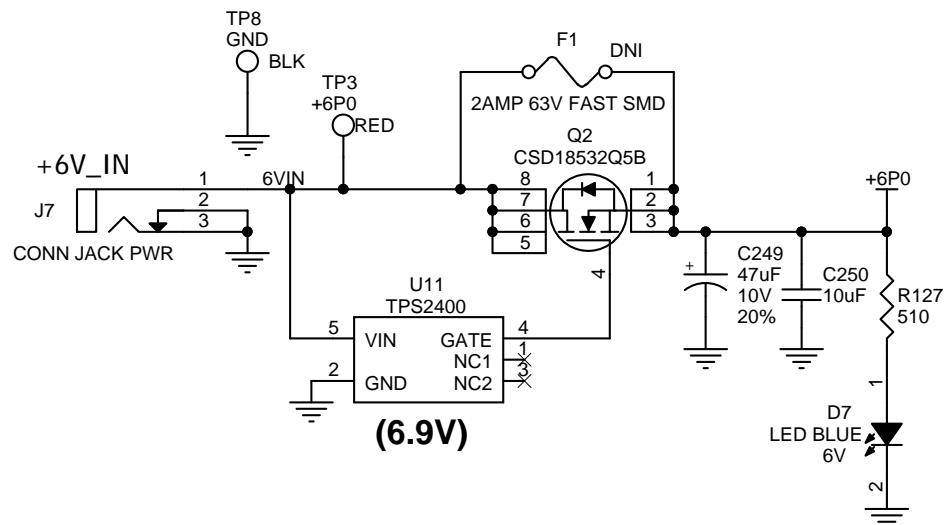 TP8
GND
BLK
TP3
+6P0
RED
F1
DNI
2AMP 63V FAST SMD
Q2
CSD18532Q5B
+6V_IN
J7
1
2
3
CONN JACK PWR
6VIN
8
7
6
5
1
2
3
4
+6P0
U11
TPS2400
5
VIN
GATE
4
NC1
1
2
GND
NC2
3
(6.9V)
+
C249
47uF
10V
20%
C250
10uF
R127
510
1
D7
LED BLUE
6V
2